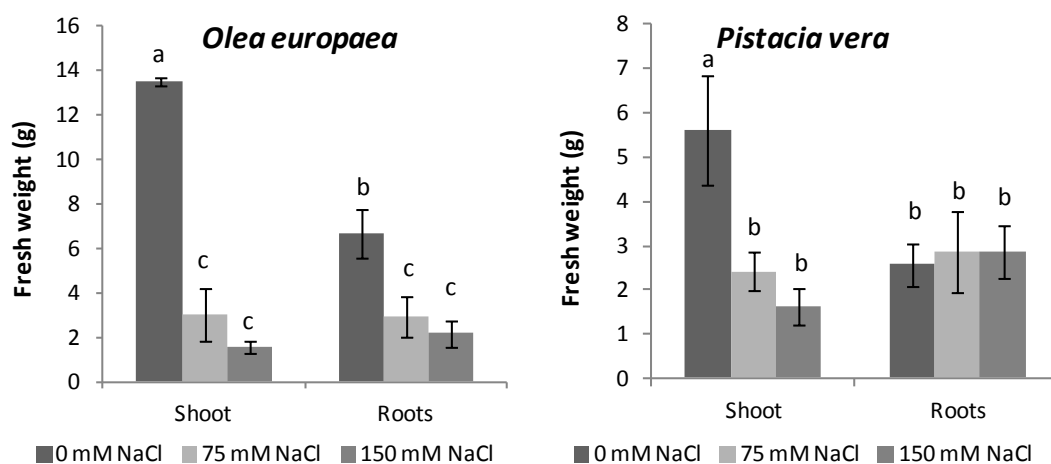 Olea europaea
Fresh weight (g)
16
14
12
10
8
6
4
2
0
a
c
c
b
c
c
Shoot
Roots
0 mM NaCl
75 mM NaCl
150 mM NaCl
Pistacia vera
Fresh weight (g)
8
7
6
5
4
3
2
1
0
a
b
b
b
b
b
Shoot
Roots
0 mM NaCl
75 mM NaCl
150 mM NaCl